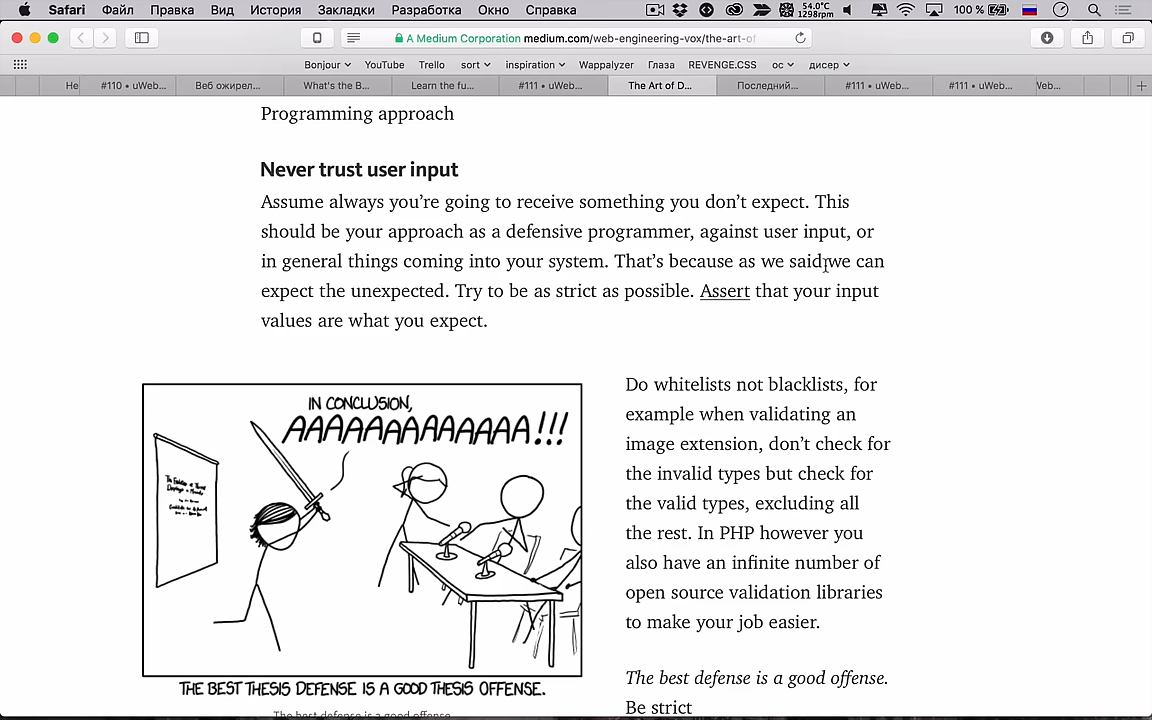 Safari Файл Правка Вид История Закладки Разработка Окно Справка 54.0°C 1298rpm 100 %
A Medium Corporation medium.com/web-engineering-vox/the-art-of
Bonjour YouTube Trello sort inspiration Wappalyzer Глаза REVENGE.CSS ос дисер
Не #110 • uWeb... Веб ожирел... What's the B... Learn the fu... #111 • uWeb... The Art of D... Последний... #111 • uWeb... #111 • uWeb... Web...
Programming approach
Never trust user input
Assume always you’re going to receive something you don’t expect. This
should be your approach as a defensive programmer, against user input, or
in general things coming into your system. That’s because as we said we can
expect the unexpected. Try to be as strict as possible. Assert that your input
values are what you expect.
IN CONCLUSION,
AAAAAAAAAAAAA!!!
THE BEST THESIS DEFENSE IS A GOOD THESIS OFFENSE.
The best defense is a good offense
Do whitelists not blacklists, for
example when validating an
image extension, don’t check for
the invalid types but check for
the valid types, excluding all
the rest. In PHP however you
also have an infinite number of
open source validation libraries
to make your job easier.
The best defense is a good offense.
Be strict